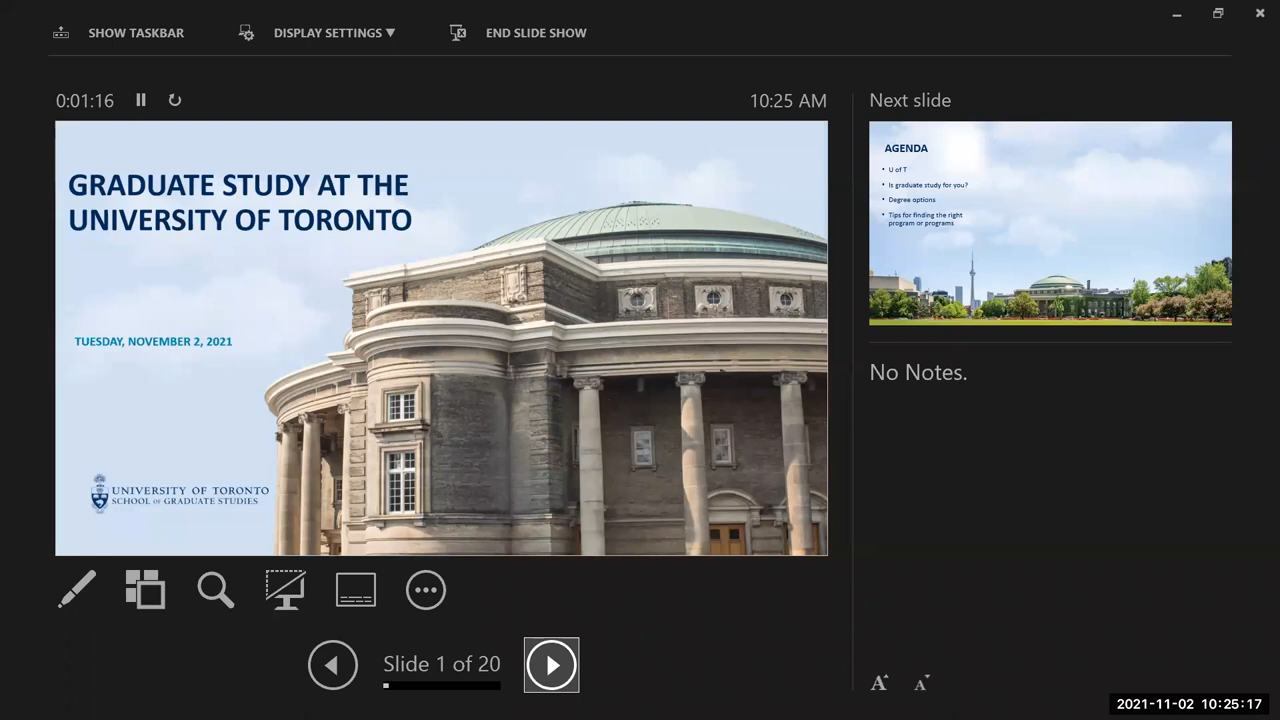 SHOW TASKBAR
DISPLAY SETTINGS ▼
END SLIDE SHOW
0:01:16
10:25 AM
Next slide
GRADUATE STUDY AT THE
UNIVERSITY OF TORONTO
TUESDAY, NOVEMBER 2, 2021
UNIVERSITY OF TORONTO
SCHOOL OF GRADUATE STUDIES
AGENDA
• U of T
• Is graduate study for you?
• Degree options
• Tips for finding the right
program or programs
No Notes.
Slide 1 of 20
A A
2021-11-02 10:25:17